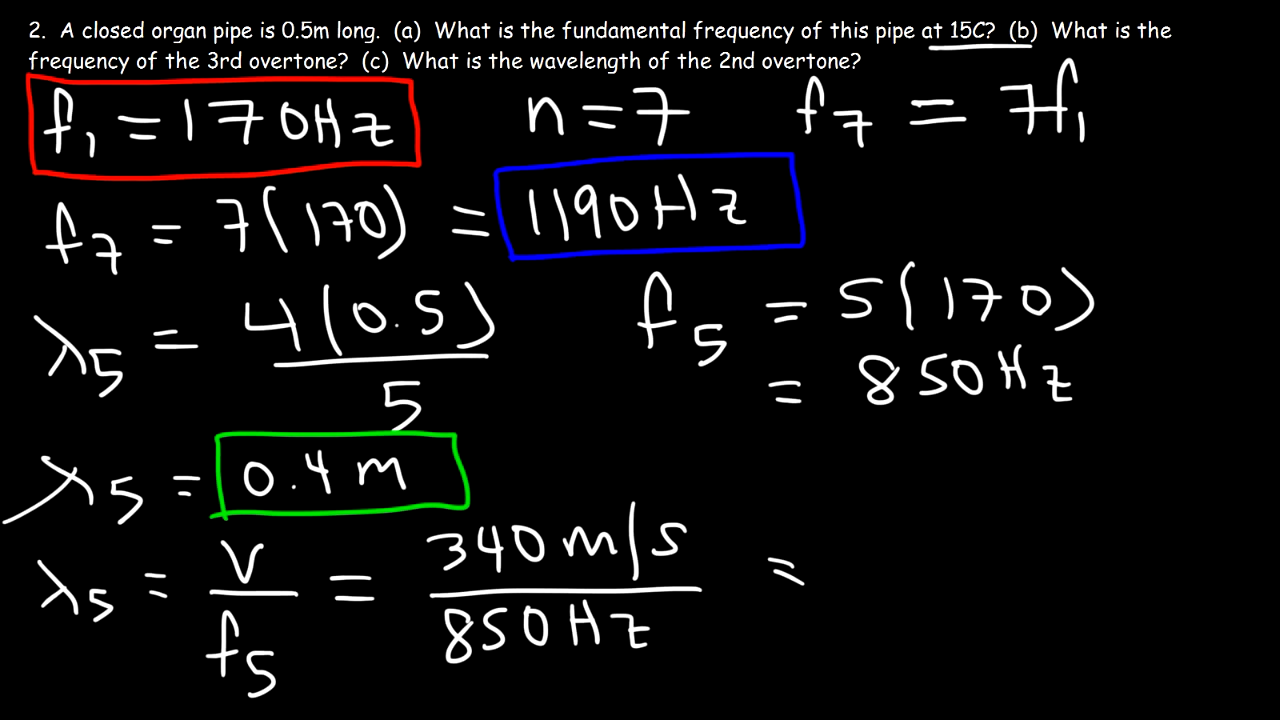 2. A closed organ pipe is 0.5m long. (a) What is the fundamental frequency of this pipe at 15C? (b) What is the
frequency of the 3rd overtone? (c) What is the wavelength of the 2nd overtone?
f₁ = 170Hz n = 7 f₇ = 7f₁
f₇ = 7(170) = 1190Hz
λ₅ = 4(0.5)/5 f₅ = 5(170)
= 850Hz
λ₅ = 0.4m
λ₅ = v/f₅ = 340m/s / 850Hz =